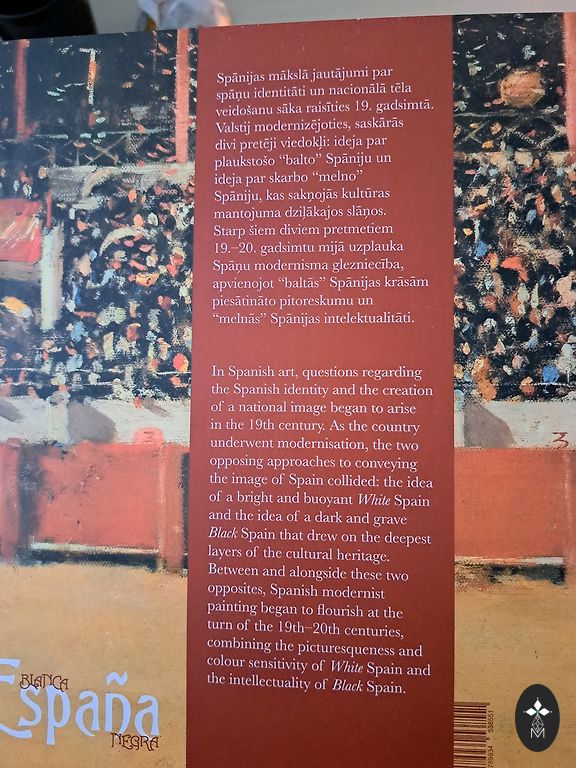 Spānijas mākslā jautājumi par
spāņu identitāti un nacionālā tēla
veidošanu sāka raisīties 19. gadsimtā.
Valstij modernizējoties, saskārās
divi pretēji viedokļi: ideja par
plaukstošo “balto” Spāniju un
ideja par skarbo “melno”
Spāniju, kas sakņojās kultūras
mantojuma dziļākajos slāņos.
Starp šiem diviem pretmetiem
19.–20. gadsimtu mijā uzplauka
Spāņu modernisma glezniecība,
apvienojot “baltās” Spānijas krāsām
piesātināto pitoreskumu un
“melnās” Spānijas intelektualitāti.
In Spanish art, questions regarding
the Spanish identity and the creation
of a national image began to arise
in the 19th century. As the country
underwent modernisation, the two
opposing approaches to conveying
the image of Spain collided: the idea
of a bright and buoyant White Spain
and the idea of a dark and grave
Black Spain that drew on the deepest
layers of the cultural heritage.
Between and alongside these two
opposites, Spanish modernist
painting began to flourish at the
turn of the 19th–20th centuries,
combining the picturesqueness and
colour sensitivity of White Spain and
the intellectuality of Black Spain.
3
3
BLANCA
España
NEGRA
M